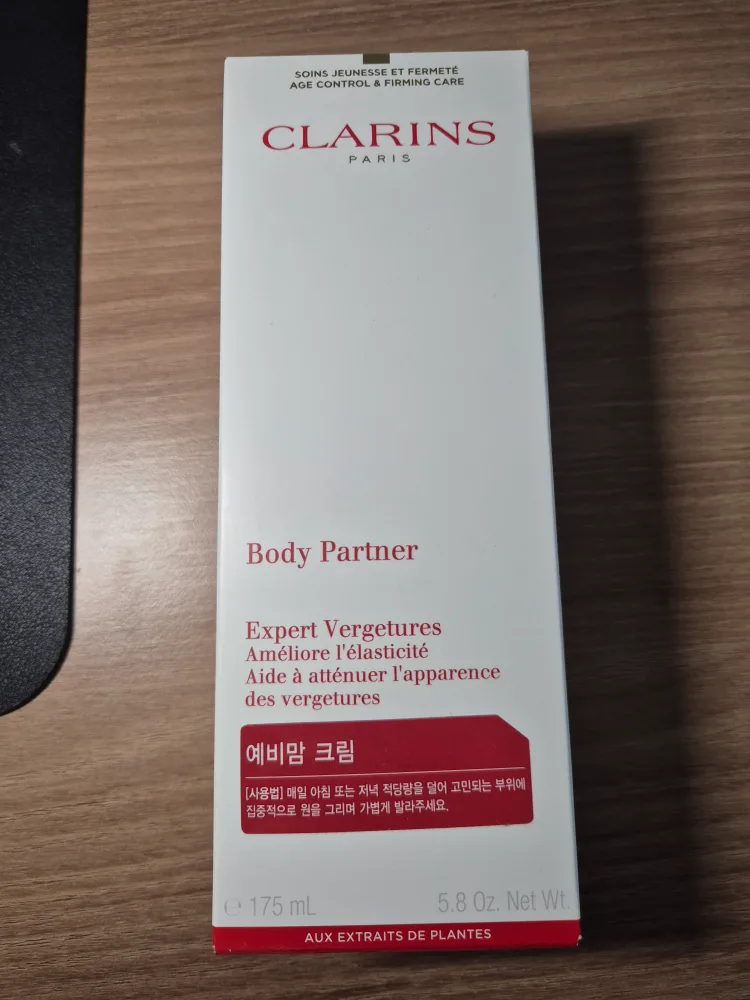 SOINS JEUNESSE ET FERMETÉ
AGE CONTROL & FIRMING CARE
CLARINS
PARIS
Body Partner
Expert Vergetures
Améliore l'élasticité
Aide à atténuer l'apparence
des vergetures
예비맘 크림
[사용법] 매일 아침 또는 저녁 적당량을 덜어 고민되는 부위에
집중적으로 원을 그리며 가볍게 발라주세요.
℮ 175 mL
5.8 Oz. Net Wt.
AUX EXTRAITS DE PLANTES